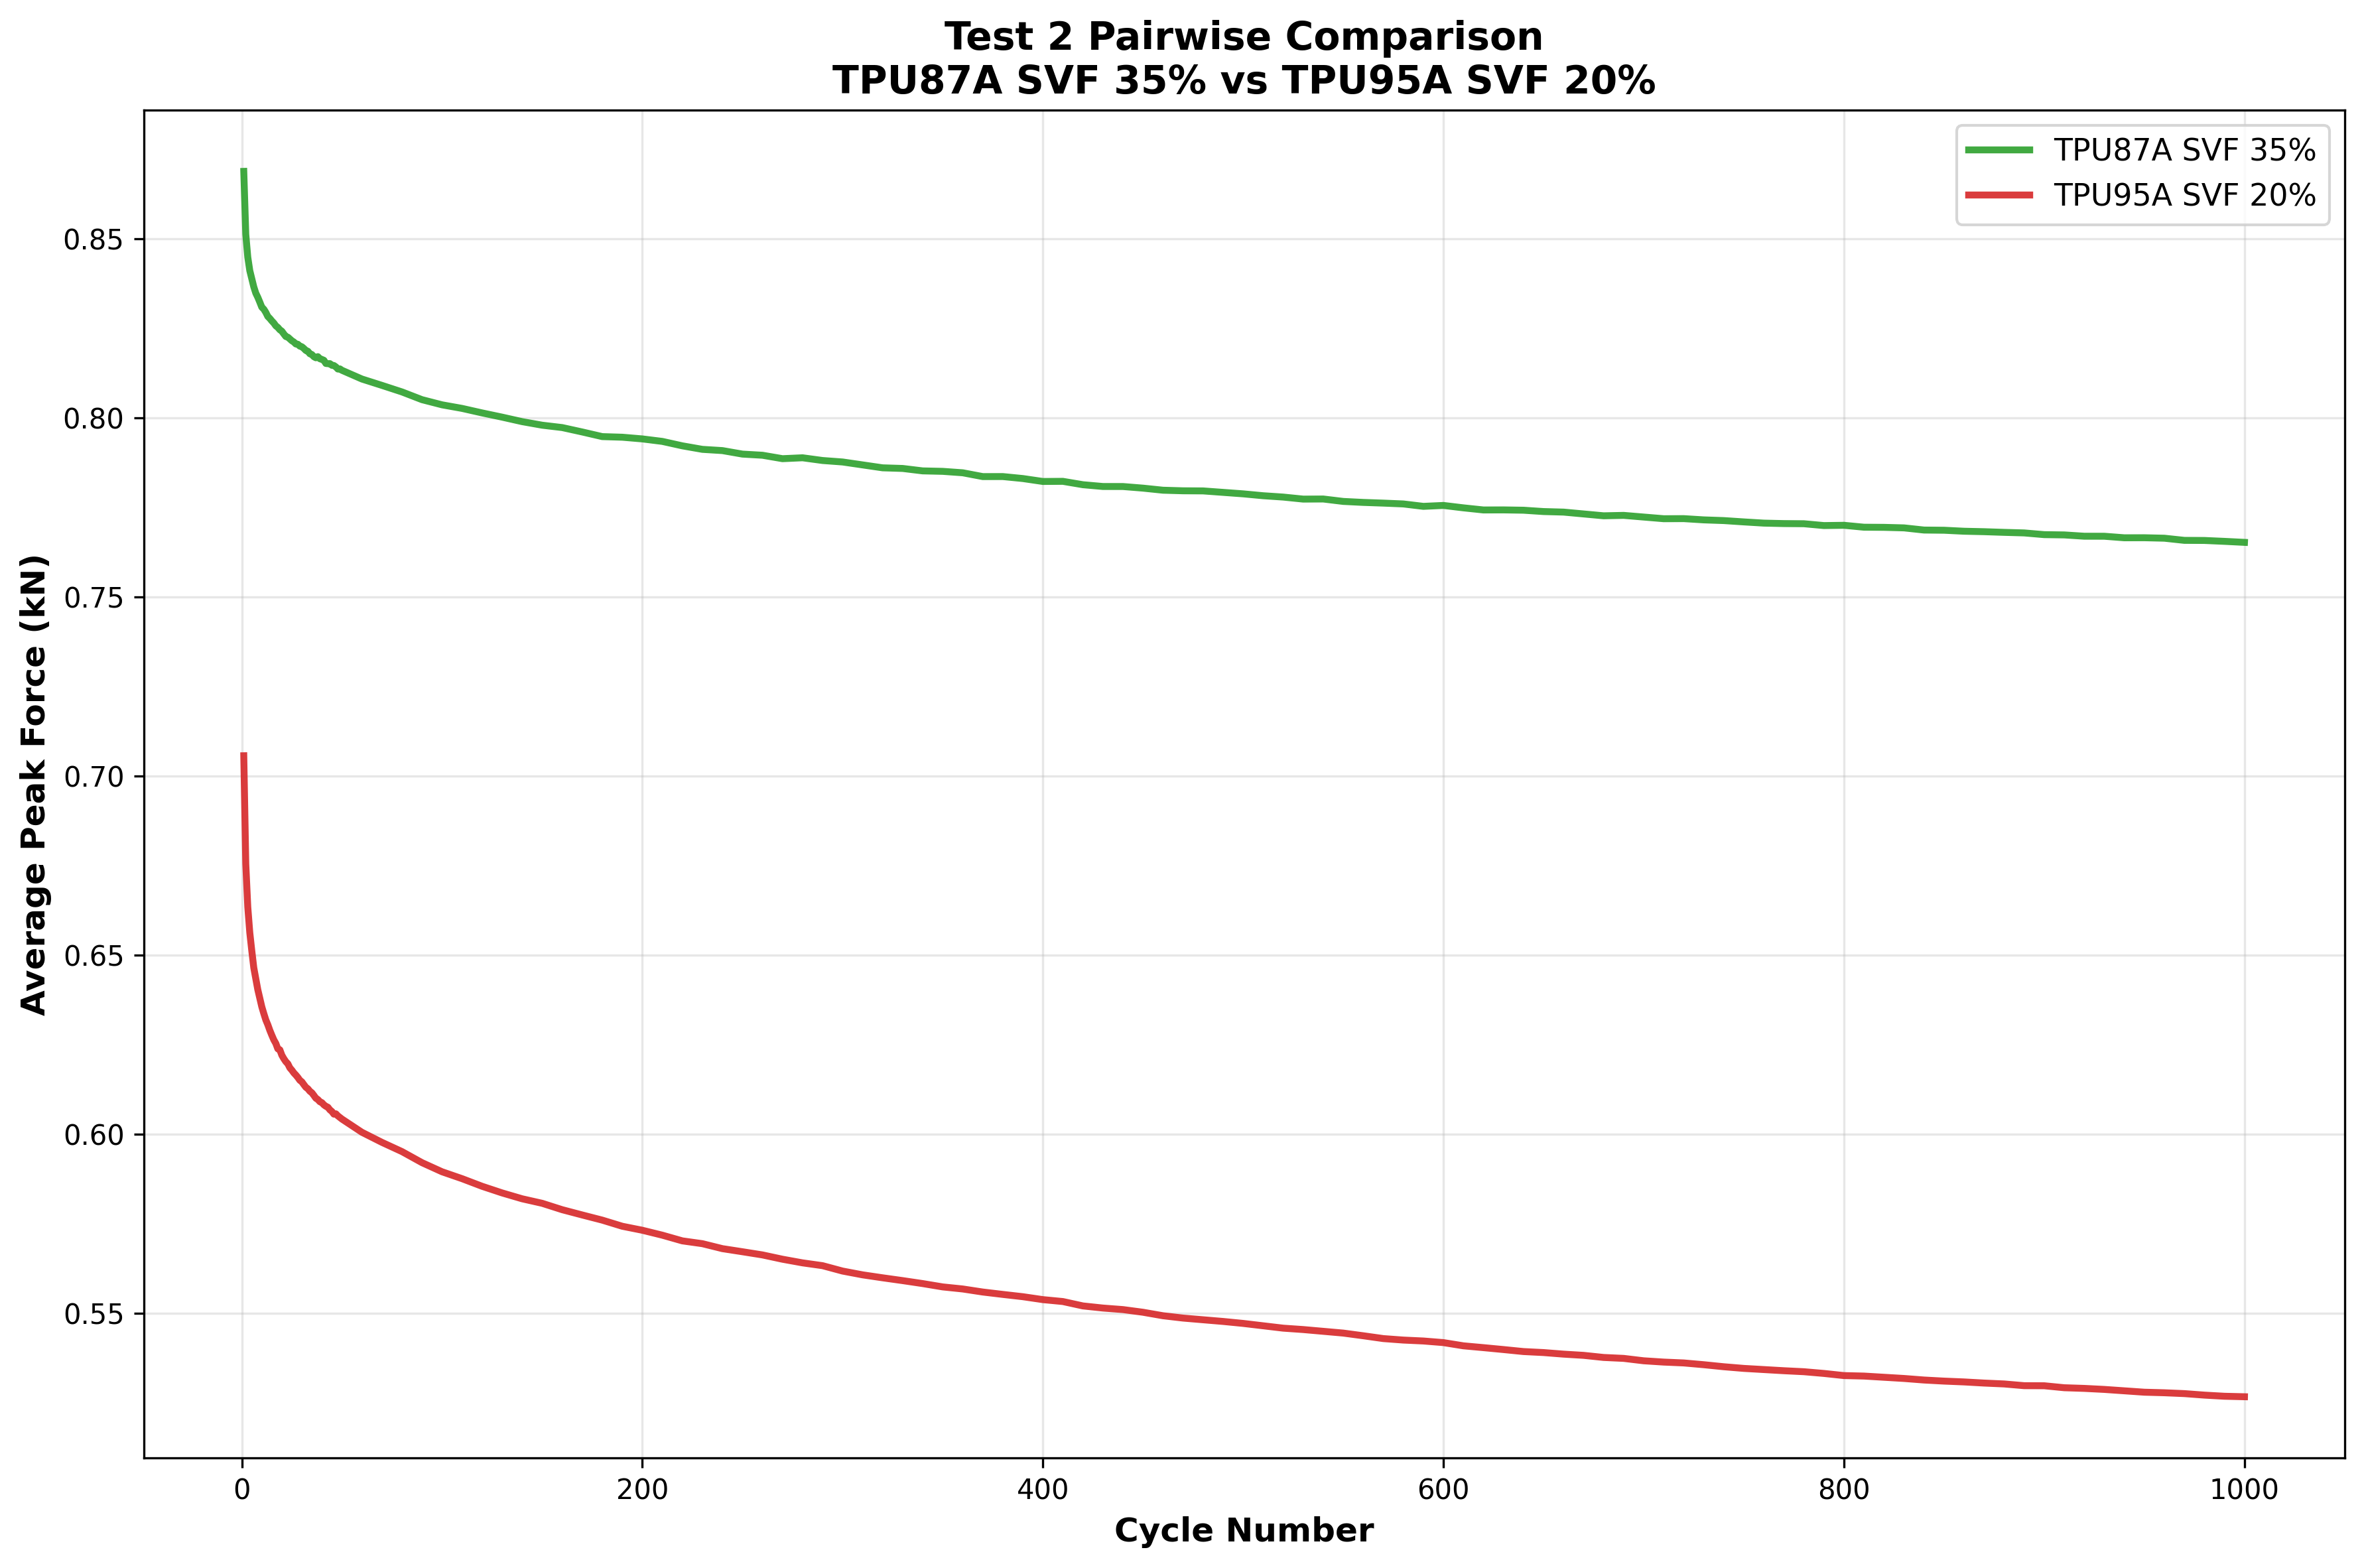 Test 2 Pairwise Comparison
TPU87A SVF 35% vs TPU95A SVF 20%
TPU87A SVF 35%
TPU95A SVF 20%
Average Peak Force (kN)
0.85
0.80
0.75
0.70
0.65
0.60
0.55
0 200 400 600 800 1000
Cycle Number